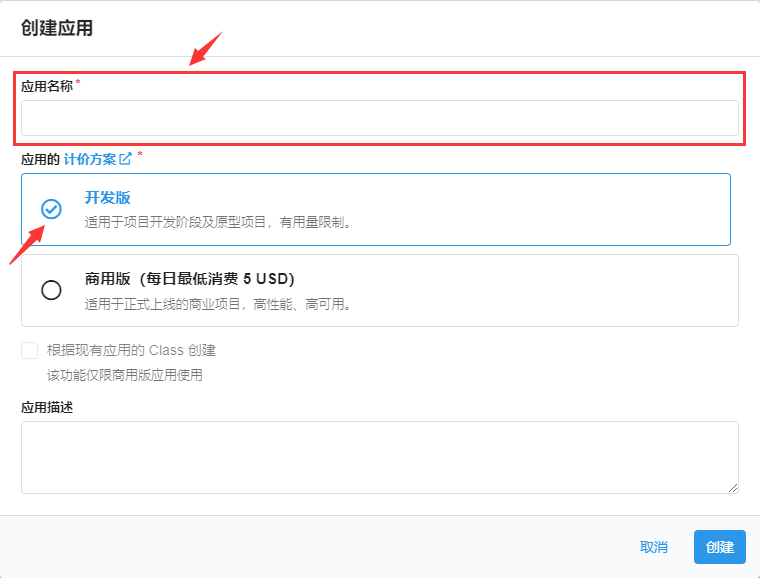 创建应用
应用名称 *
应用的 计价方案 *
开发版
适用于项目开发阶段及原型项目，有用量限制。
商用版（每日最低消费 5 USD）
适用于正式上线的商业项目，高性能、高可用。
根据现有应用的 Class 创建
该功能仅限商用版应用使用
应用描述
取消 创建